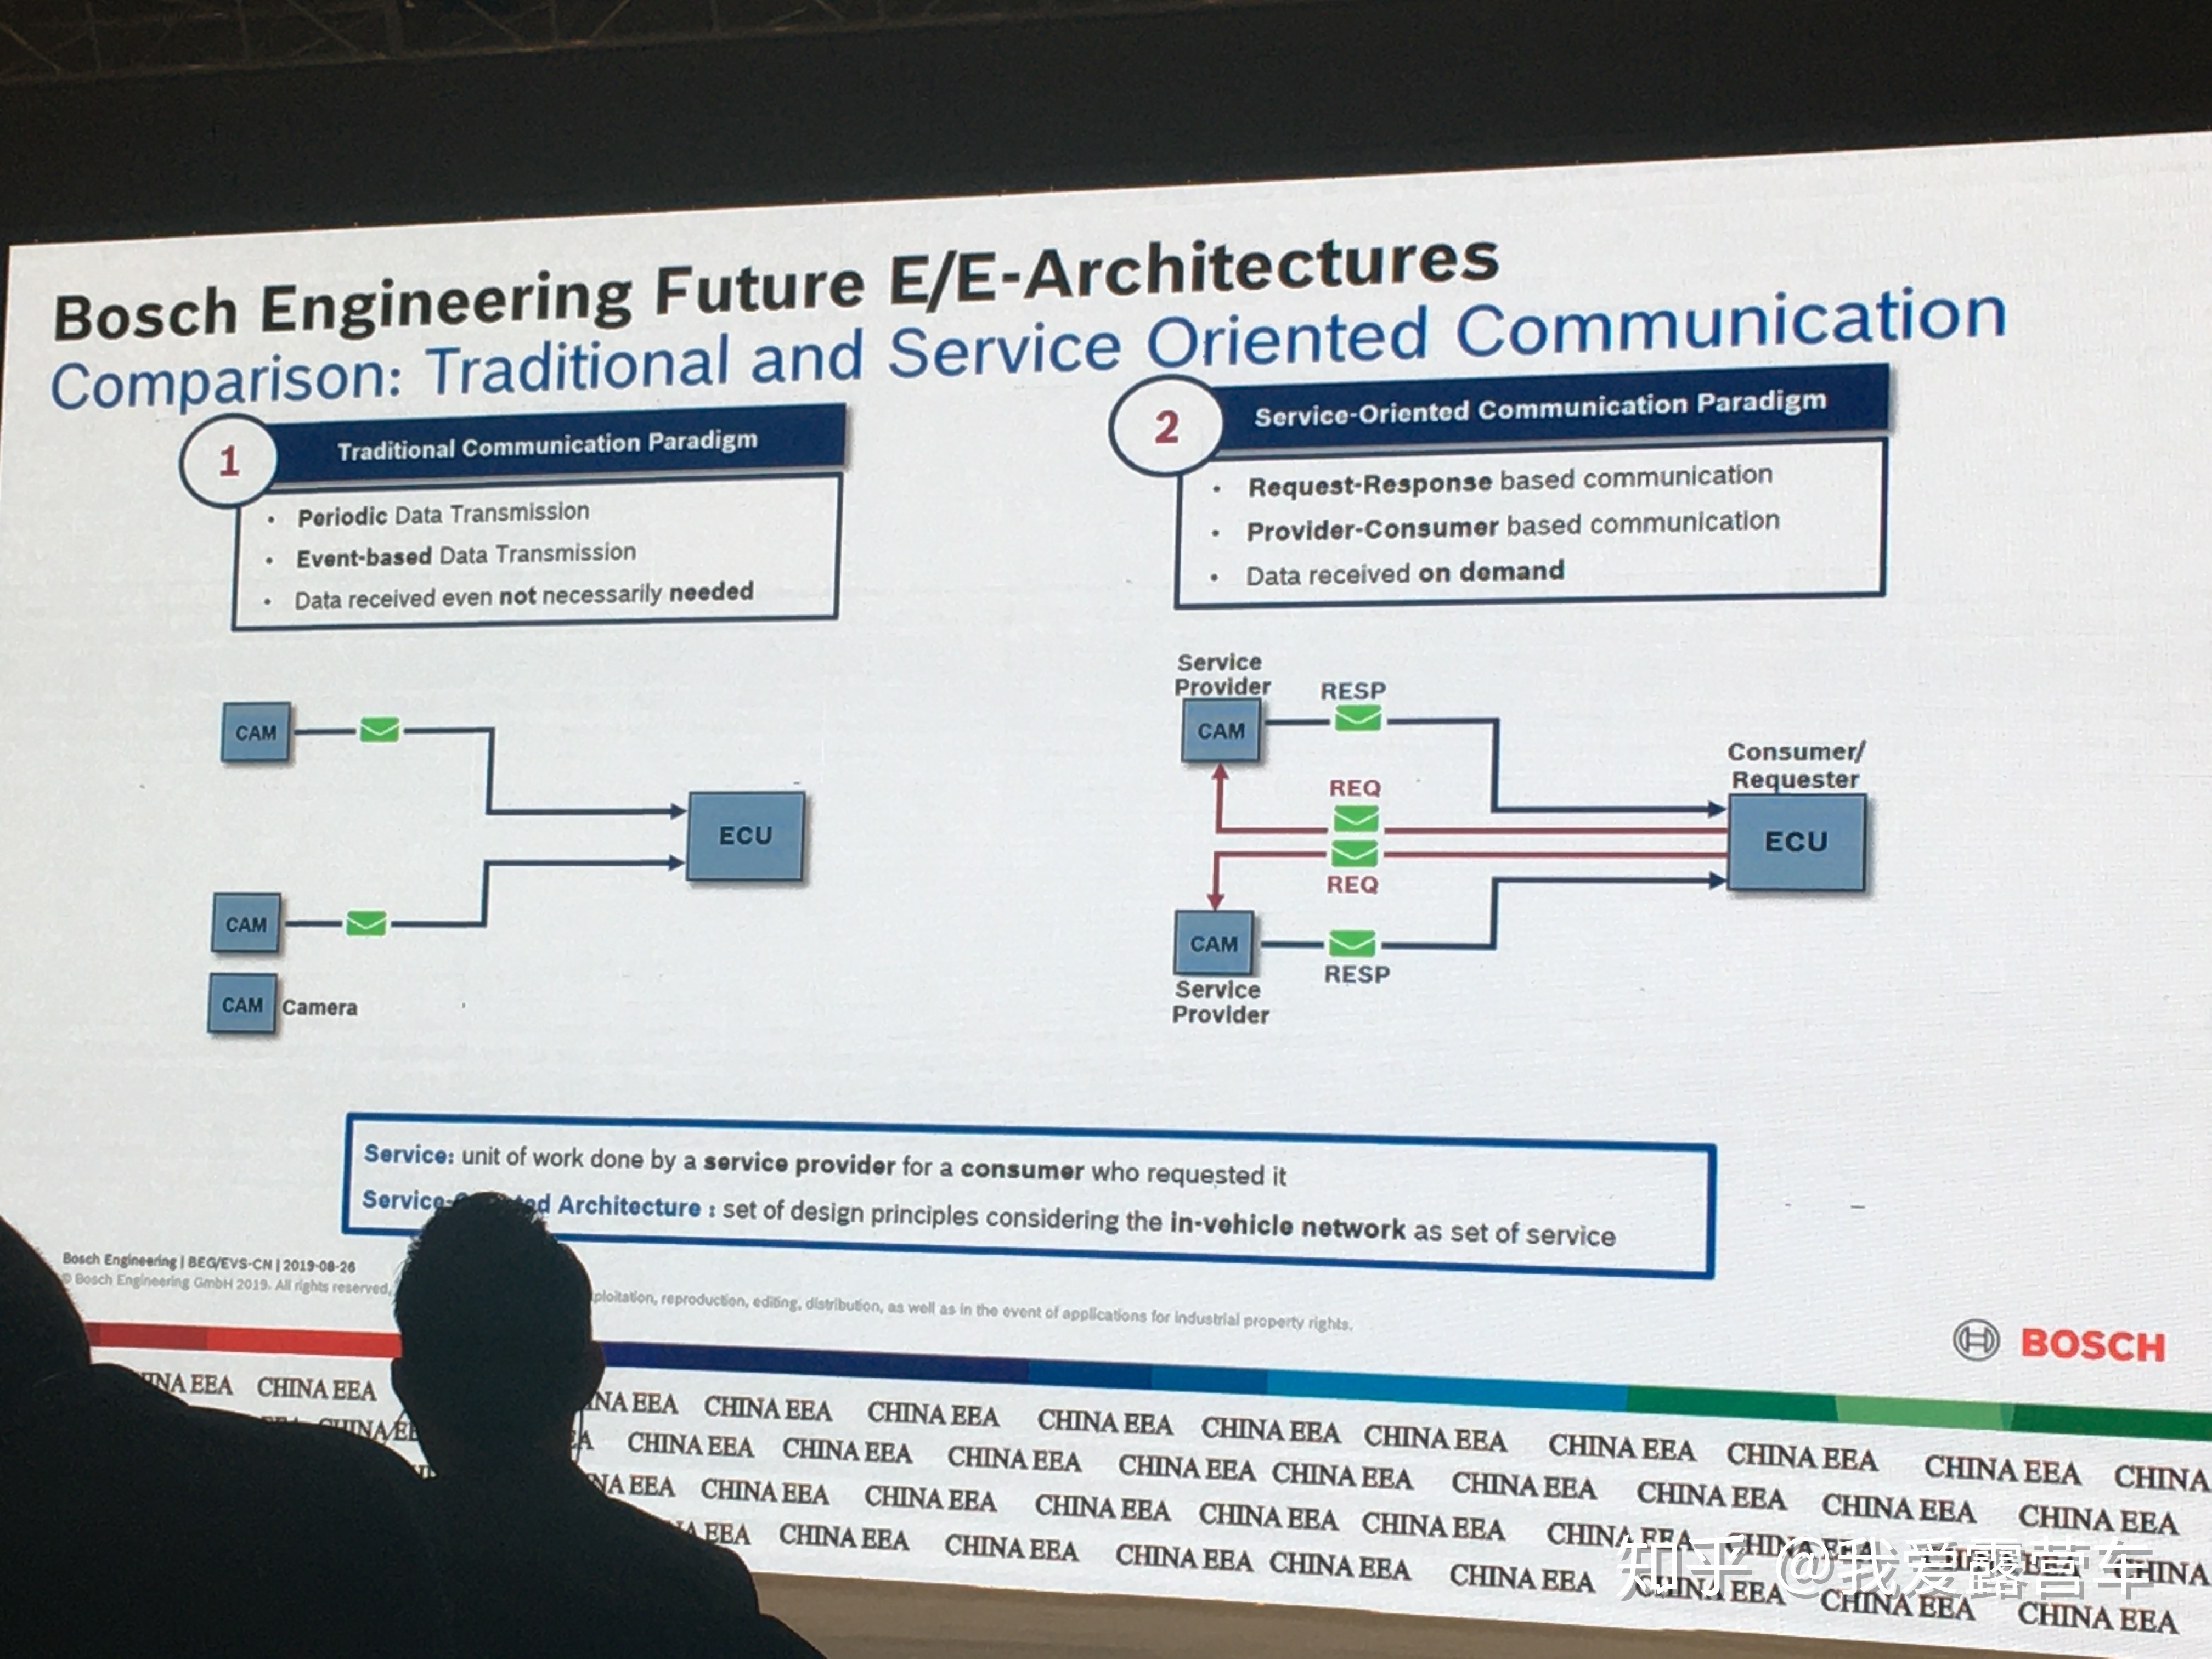 Bosch Engineering Future E/E-Architectures
Comparison: Traditional and Service Oriented Communication
1
Traditional Communication Paradigm
• Periodic Data Transmission
• Event-based Data Transmission
• Data received even not necessarily needed
CAM
ECU
CAM
CAM Camera
2
Service-Oriented Communication Paradigm
• Request-Response based communication
• Provider-Consumer based communication
• Data received on demand
Service
Provider
RESP
CAM
Consumer/
Requester
REQ
ECU
REQ
CAM
RESP
Service
Provider
Service: unit of work done by a service provider for a consumer who requested it
Service- Architecture : set of design principles considering the in-vehicle network as set of service
Bosch Engineering | BEG/EVS-CN | 2019-08-26
© Bosch Engineering GmbH 2019. All rights reserved, reproduction, editing, distribution, as well as in the event of applications for industrial property rights.
BOSCH
EEA CHINA EEA EEA CHINA EEA CHINA EEA CHINA EEA CHINA EEA CHINA EEA CHINA EEA CHINA EEA CHINA EEA CHINA
CHINA EEA CHINA EEA CHINA EEA CHINA EEA CHINA EEA CHINA EEA CHINA EEA CHINA EEA CHINA EEA
EEA CHINA EEA CHINA EEA CHINA EEA CHINA EEA CHINA EEA CHINA EEA CHINA EEA CHINA EEA CHINA
EEA CHINA EEA CHINA EEA CHINA EEA CHINA EEA CHINA EEA CHINA EEA CHINA EEA CHINA EEA
知乎 @我爱露营车